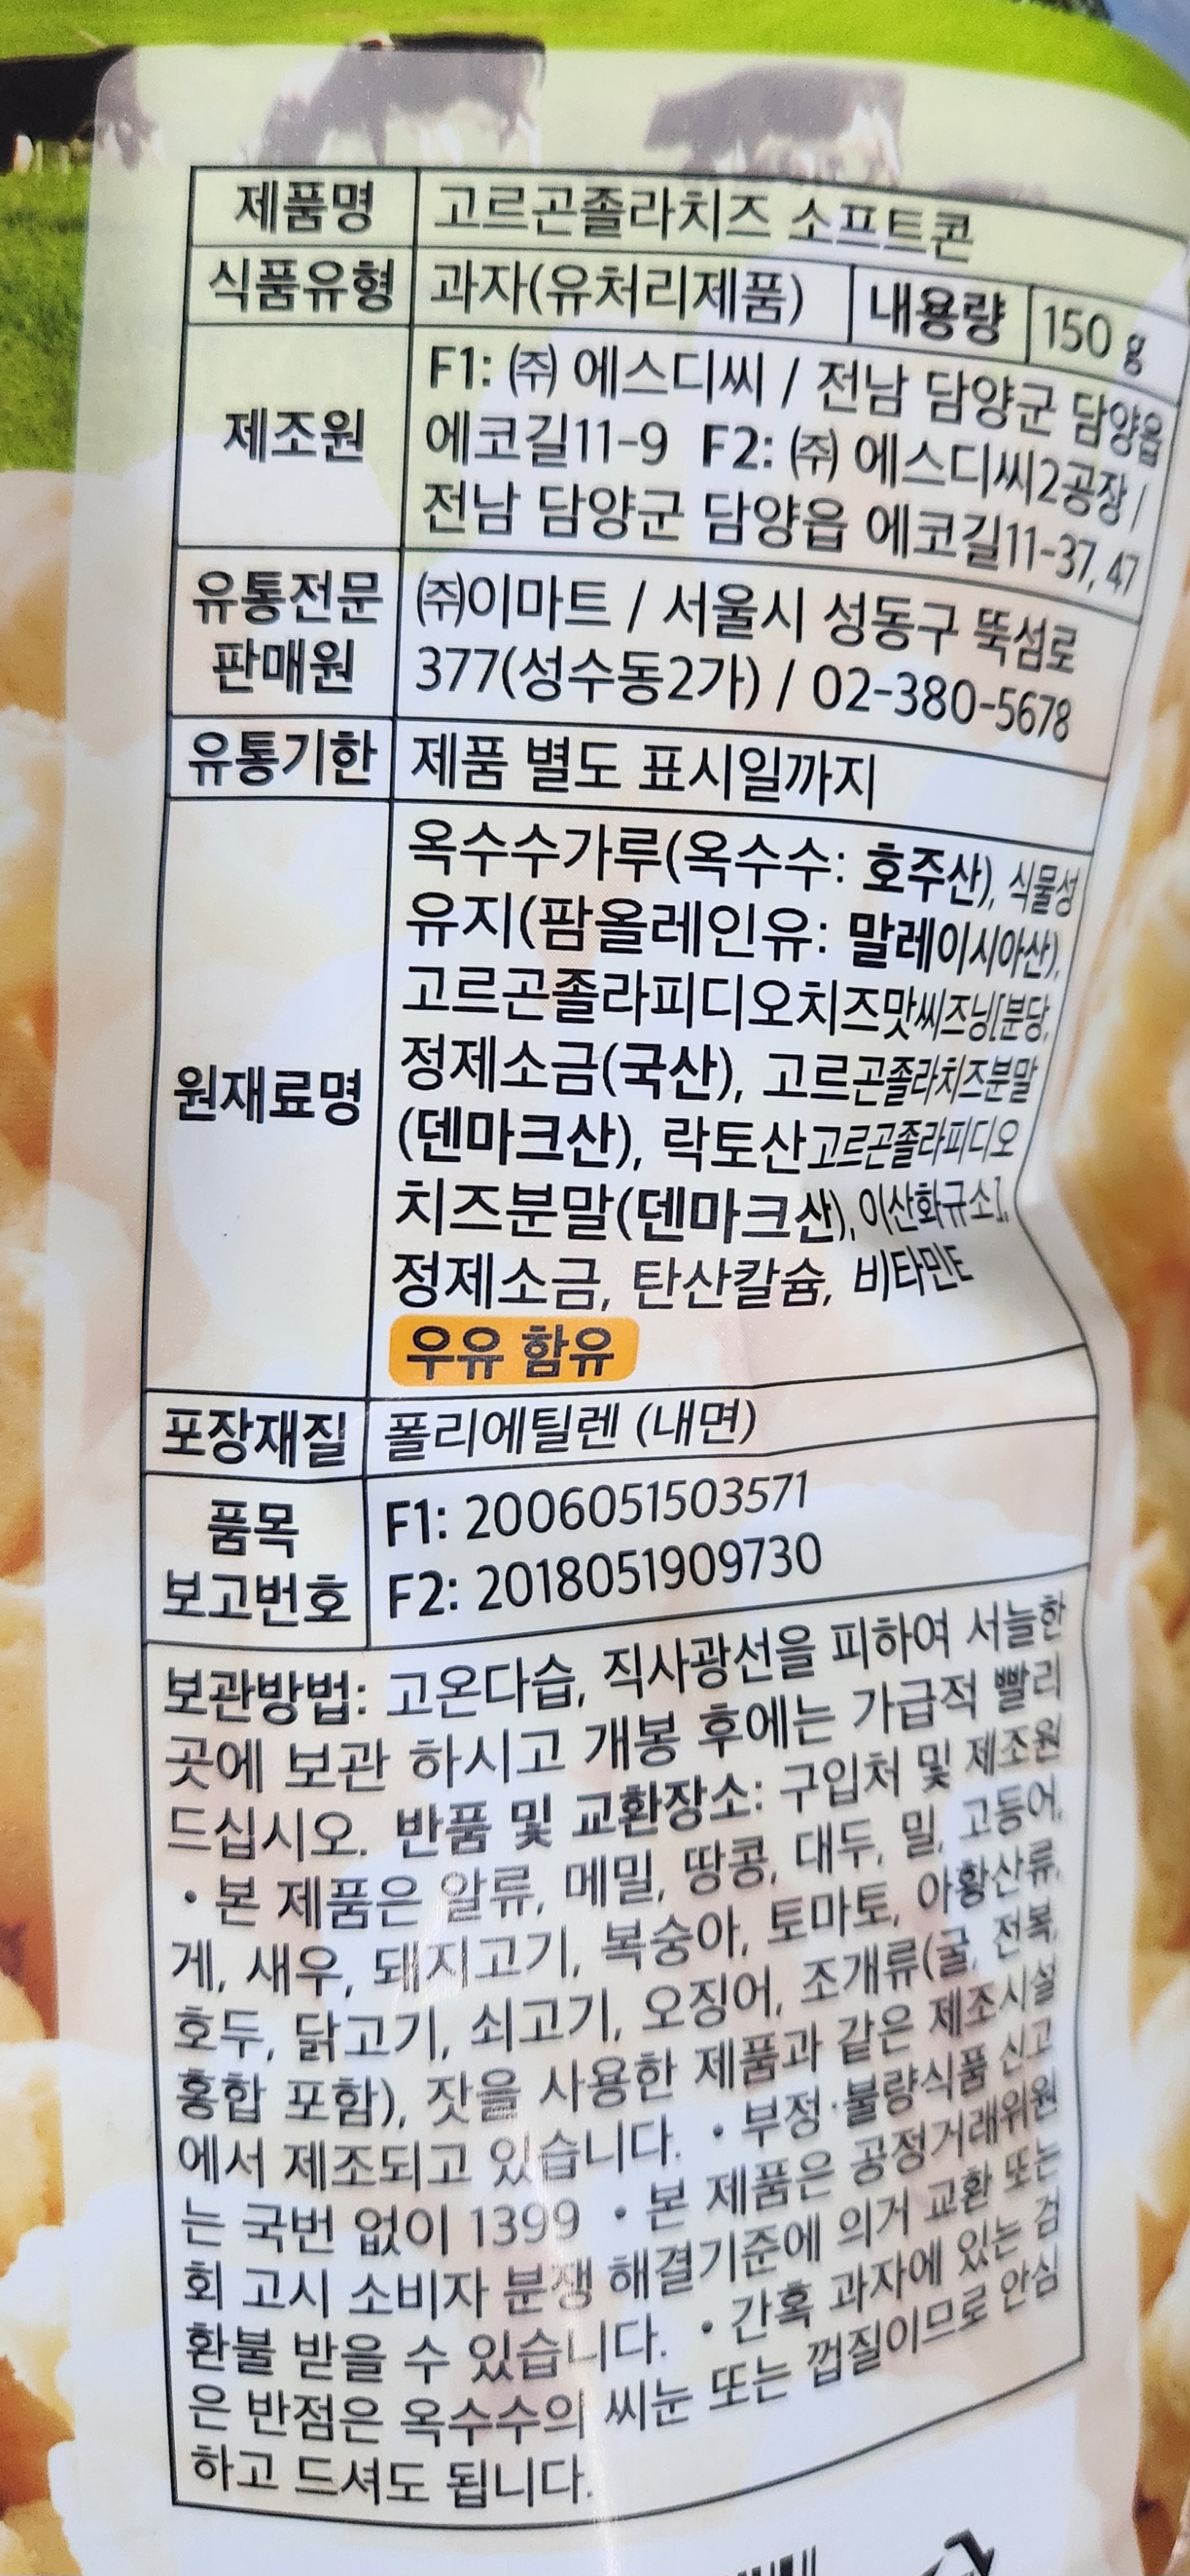 제품명 고르곤졸라치즈 소프트콘
식품유형 과자(유처리제품) 내용량 150 g
제조원
F1: ㈜ 에스디씨 / 전남 담양군 담양읍
에코길11-9 F2: ㈜ 에스디씨2공장 /
전남 담양군 담양읍 에코길11-37, 47
유통전문
판매원
㈜이마트 / 서울시 성동구 뚝섬로
377(성수동2가) / 02-380-5678
유통기한 제품 별도 표시일까지
원재료명
옥수수가루(옥수수: 호주산), 식물성
유지(팜올레인유: 말레이시아산),
고르곤졸라피디오치즈맛씨즈닝[분당,
정제소금(국산), 고르곤졸라치즈분말
(덴마크산), 락토산고르곤졸라피디오
치즈분말(덴마크산), 이산화규소],
정제소금, 탄산칼슘, 비타민E
우유 함유
포장재질 폴리에틸렌 (내면)
품목
보고번호
F1: 2006051503571
F2: 2018051909730
보관방법: 고온다습, 직사광선을 피하여 서늘한
곳에 보관 하시고 개봉 후에는 가급적 빨리
드십시오. 반품 및 교환장소: 구입처 및 제조원
• 본 제품은 알류, 메밀, 땅콩, 대두, 밀, 고등어,
게, 새우, 돼지고기, 복숭아, 토마토, 아황산류,
호두, 닭고기, 쇠고기, 오징어, 조개류(굴, 전복,
홍합 포함), 잣을 사용한 제품과 같은 제조시설
에서 제조되고 있습니다. • 부정·불량식품 신고
는 국번 없이 1399 • 본 제품은 공정거래위원
회 고시 소비자 분쟁 해결기준에 의거 교환 또는
환불 받을 수 있습니다. • 간혹 과자에 있는 검
은 반점은 옥수수의 씨눈 또는 껍질이므로 안심
하고 드셔도 됩니다.